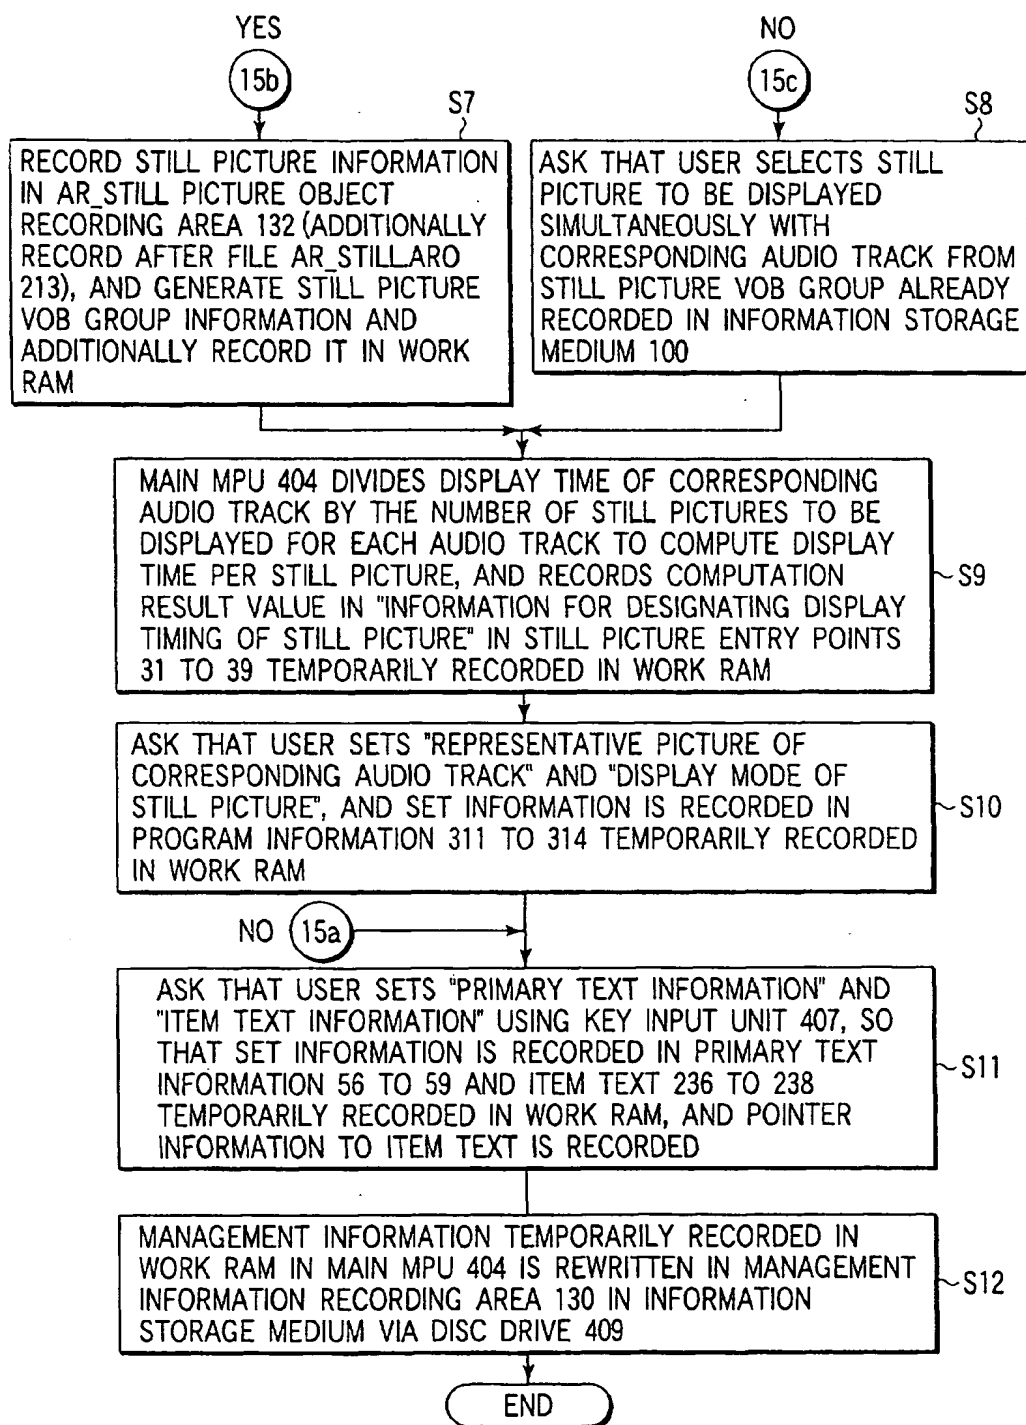 YES
15b
S7
RECORD STILL PICTURE INFORMATION
IN AR_STILL PICTURE OBJECT
RECORDING AREA 132 (ADDITIONALLY
RECORD AFTER FILE AR_STILL.ARO
213), AND GENERATE STILL PICTURE
VOB GROUP INFORMATION AND
ADDITIONALLY RECORD IT IN WORK
RAM
NO
15c
S8
ASK THAT USER SELECTS STILL
PICTURE TO BE DISPLAYED
SIMULTANEOUSLY WITH
CORRESPONDING AUDIO TRACK FROM
STILL PICTURE VOB GROUP ALREADY
RECORDED IN INFORMATION STORAGE
MEDIUM 100
MAIN MPU 404 DIVIDES DISPLAY TIME OF CORRESPONDING
AUDIO TRACK BY THE NUMBER OF STILL PICTURES TO BE
DISPLAYED FOR EACH AUDIO TRACK TO COMPUTE DISPLAY
TIME PER STILL PICTURE, AND RECORDS COMPUTATION
RESULT VALUE IN "INFORMATION FOR DESIGNATING DISPLAY
TIMING OF STILL PICTURE" IN STILL PICTURE ENTRY POINTS
31 TO 39 TEMPORARILY RECORDED IN WORK RAM
S9
ASK THAT USER SETS "REPRESENTATIVE PICTURE OF
CORRESPONDING AUDIO TRACK" AND "DISPLAY MODE OF
STILL PICTURE", AND SET INFORMATION IS RECORDED IN
PROGRAM INFORMATION 311 TO 314 TEMPORARILY RECORDED
IN WORK RAM
S10
NO 15a
ASK THAT USER SETS "PRIMARY TEXT INFORMATION" AND
"ITEM TEXT INFORMATION" USING KEY INPUT UNIT 407, SO
THAT SET INFORMATION IS RECORDED IN PRIMARY TEXT
INFORMATION 56 TO 59 AND ITEM TEXT 236 TO 238
TEMPORARILY RECORDED IN WORK RAM, AND POINTER
INFORMATION TO ITEM TEXT IS RECORDED
S11
MANAGEMENT INFORMATION TEMPORARILY RECORDED IN
WORK RAM IN MAIN MPU 404 IS REWRITTEN IN MANAGEMENT
INFORMATION RECORDING AREA 130 IN INFORMATION
STORAGE MEDIUM VIA DISC DRIVE 409
S12
END